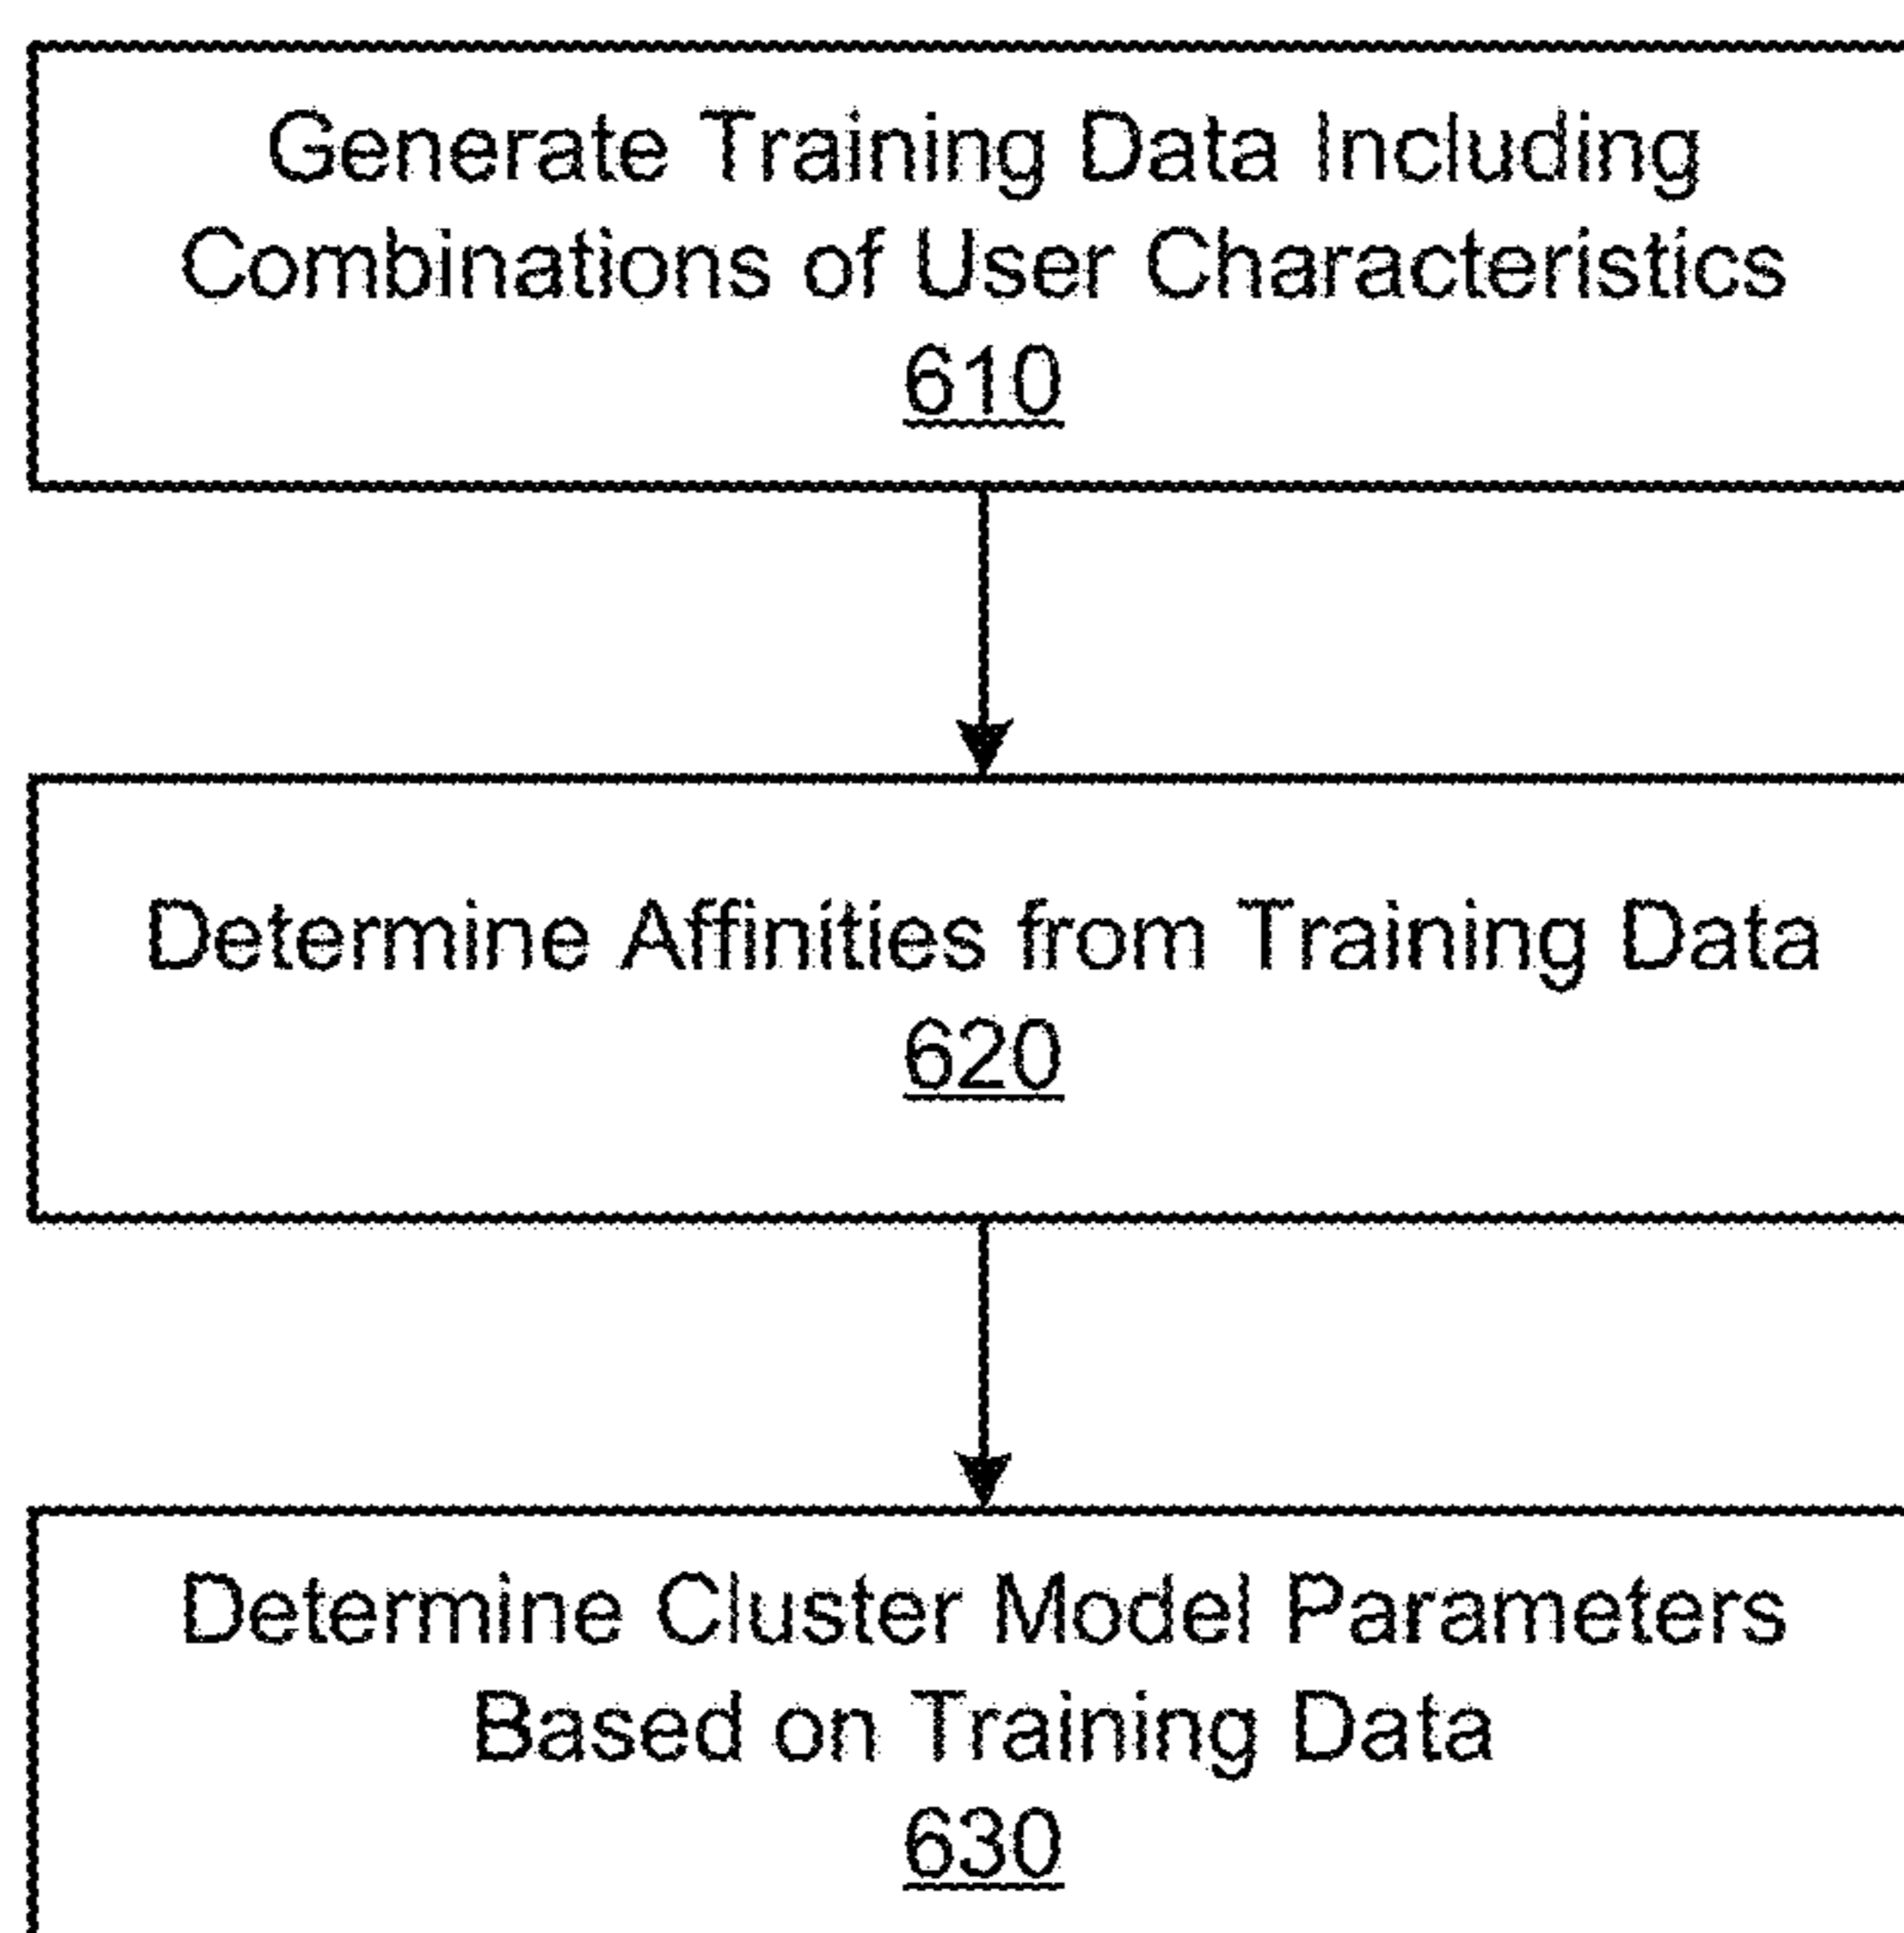 Generate Training Data Including
Combinations of User Characteristics
610
Determine Affinities from Training Data
620
Determine Cluster Model Parameters
Based on Training Data
630